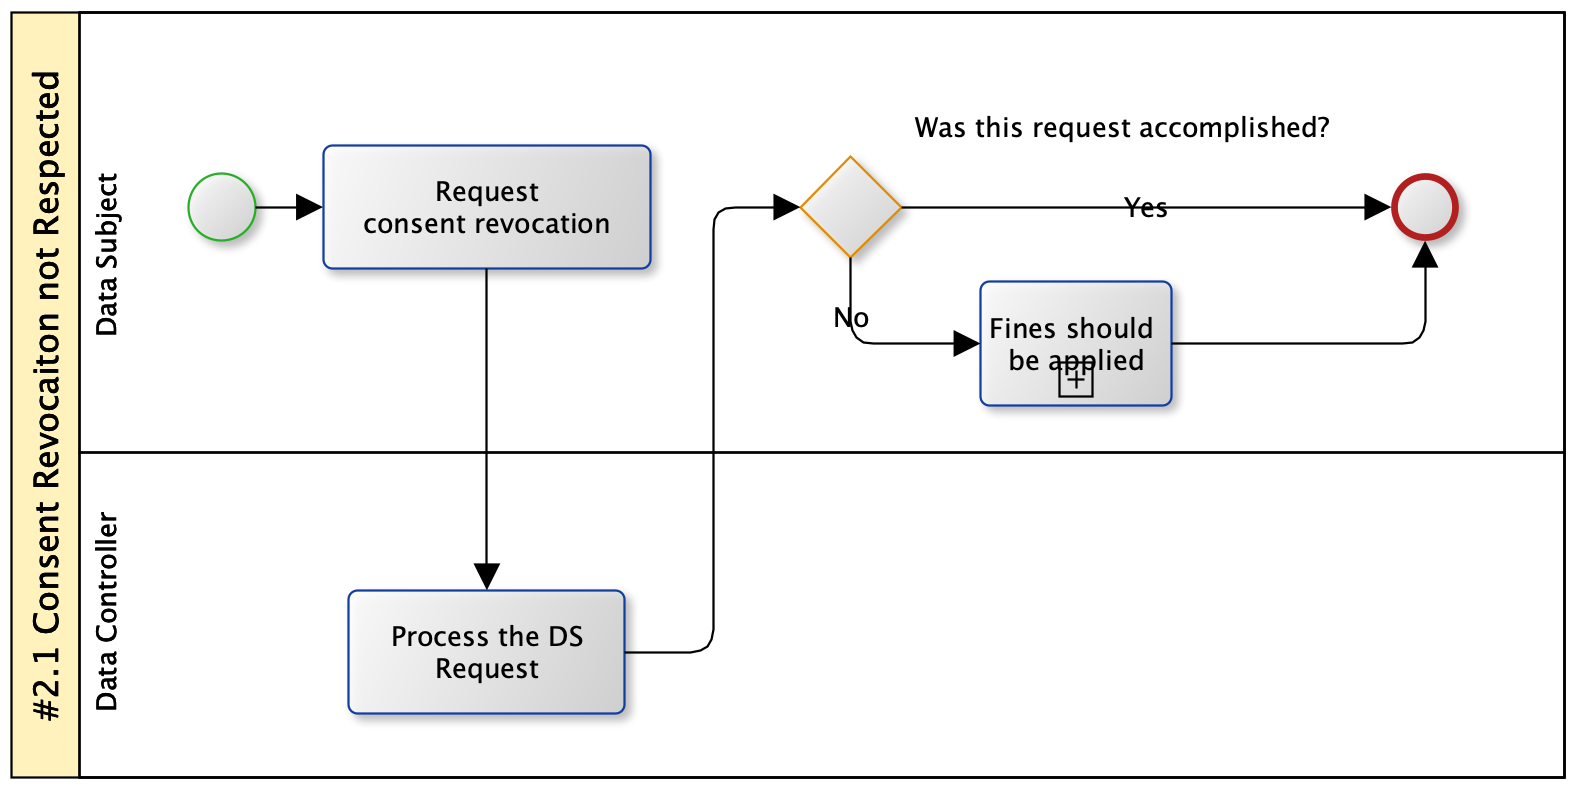 #2.1 Consent Revocaiton not Respected
Data Subject
Request
consent revocation
Was this request accomplished?
Yes
No
Fines should
be applied
Data Controller
Process the DS
Request